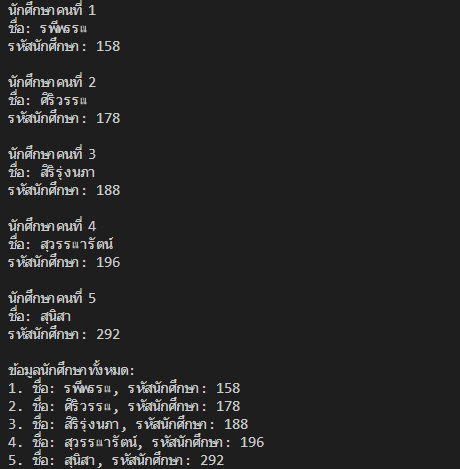 นักศึกษาคนที่ 1
ชื่อ: รพีพรรณ
รหัสนักศึกษา: 158
นักศึกษาคนที่ 2
ชื่อ: ศิริวรรณ
รหัสนักศึกษา: 178
นักศึกษาคนที่ 3
ชื่อ: สิริรุ่งนภา
รหัสนักศึกษา: 188
นักศึกษาคนที่ 4
ชื่อ: สุวรรณารัตน์
รหัสนักศึกษา: 196
นักศึกษาคนที่ 5
ชื่อ: สุนิสา
รหัสนักศึกษา: 292
ข้อมูลนักศึกษาทั้งหมด:
1. ชื่อ: รพีพรรณ, รหัสนักศึกษา: 158
2. ชื่อ: ศิริวรรณ, รหัสนักศึกษา: 178
3. ชื่อ: สิริรุ่งนภา, รหัสนักศึกษา: 188
4. ชื่อ: สุวรรณารัตน์, รหัสนักศึกษา: 196
5. ชื่อ: สุนิสา, รหัสนักศึกษา: 292